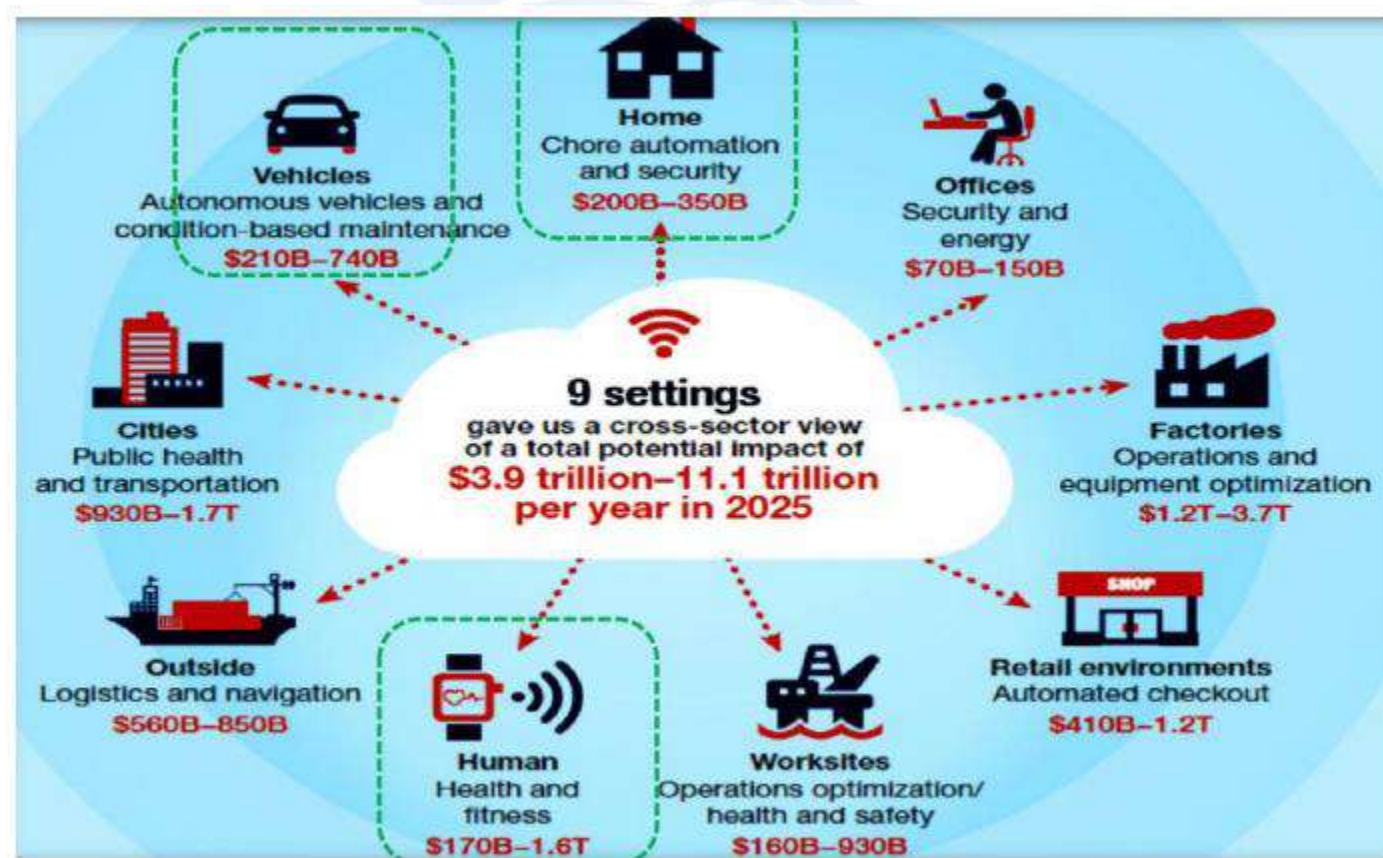 Home
Chore automation
and security
$200B–350B
Vehicles
Autonomous vehicles and
condition-based maintenance
$210B–740B
Offices
Security and
energy
$70B–150B
Cities
Public health
and transportation
$930B–1.7T
9 settings
gave us a cross-sector view
of a total potential impact of
$3.9 trillion–11.1 trillion
per year in 2025
Factories
Operations and
equipment optimization
$1.2T–3.7T
Outside
Logistics and navigation
$560B–850B
Human
Health and
fitness
$170B–1.6T
Worksites
Operations optimization/
health and safety
$160B–930B
SHOP
Retail environments
Automated checkout
$410B–1.2T